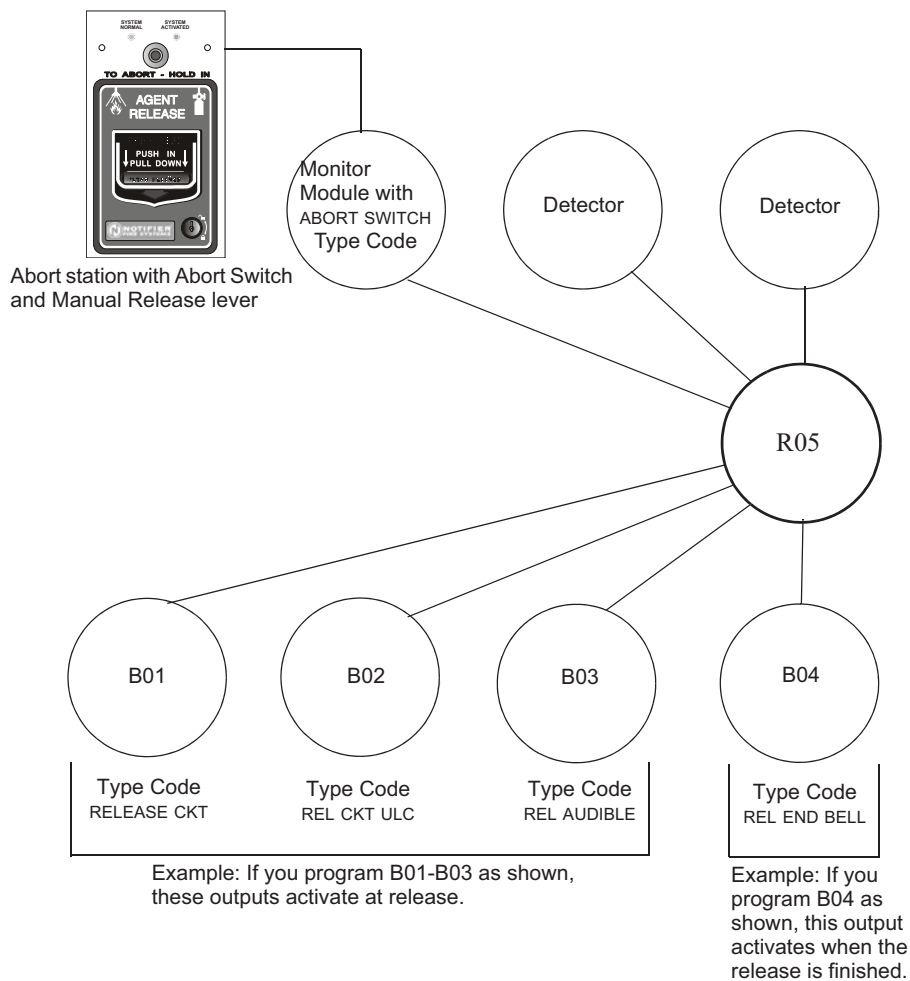 SYSTEM NORMAL
SYSTEM ACTIVATED
TO ABORT - HOLD IN
AGENT
RELEASE
PUSH IN
PULL DOWN
NOTIFIER
FIRE SYSTEMS
Abort station with Abort Switch
and Manual Release lever
Monitor
Module with
ABORT SWITCH
Type Code
Detector
Detector
R05
B01
B02
B03
B04
Type Code
RELEASE CKT
Type Code
REL CKT ULC
Type Code
REL AUDIBLE
Type Code
REL END BELL
Example: If you program B01-B03 as shown,
these outputs activate at release.
Example: If you
program B04 as
shown, this output
activates when the
release is finished.